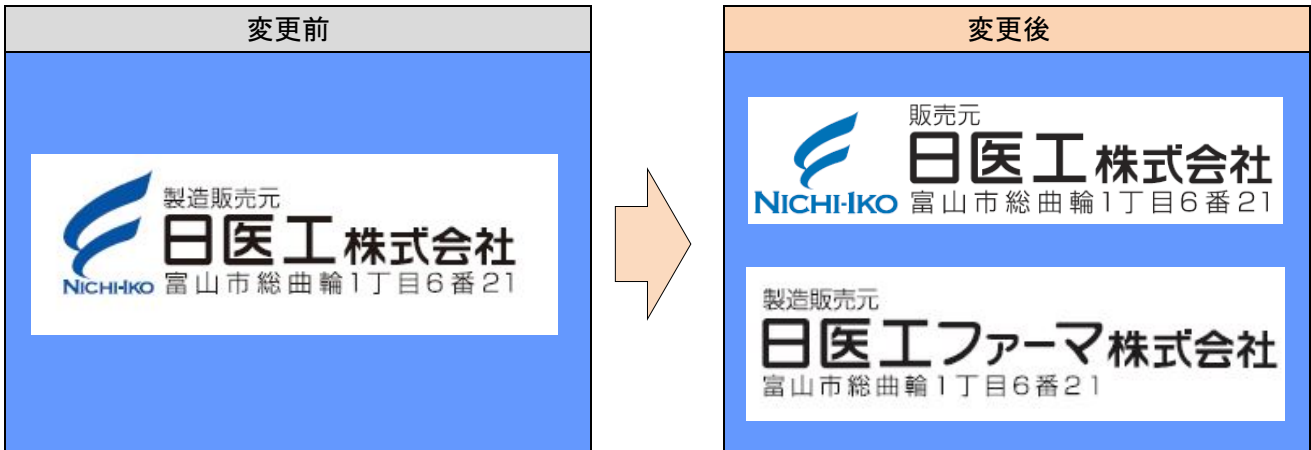 変更前
製造販売元
日医工株式会社
NICHI-IKO
富山市総曲輪1丁目6番21
変更後
販売元
日医工株式会社
NICHI-IKO
富山市総曲輪1丁目6番21
製造販売元
日医工ファーマ株式会社
富山市総曲輪1丁目6番21